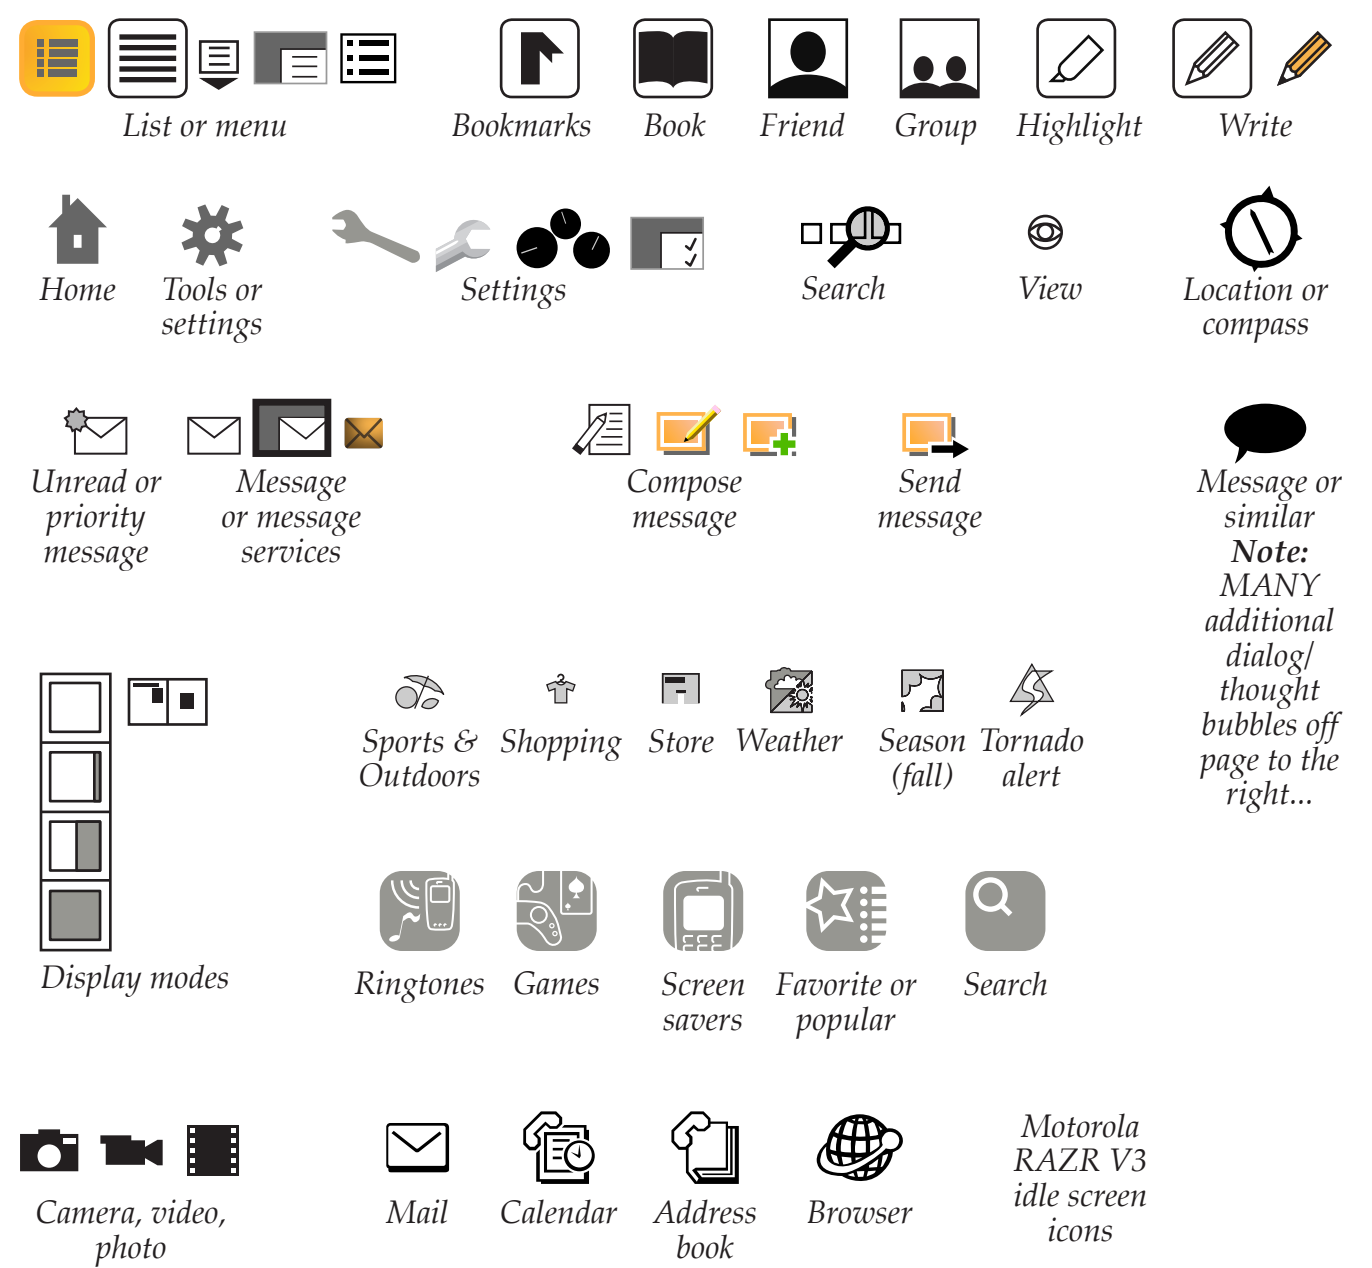 List or menu
Bookmarks
Book
Friend
Group
Highlight
Write
Home
Tools or
settings
Settings
Search
View
Location or
compass
Unread or
priority
message
Message
or message
services
Compose
message
Send
message
Message or
similar
Note:
MANY
additional
dialog/
thought
bubbles off
page to the
right...
Display modes
Sports &
Outdoors
Shopping
Store
Weather
Season
(fall)
Tornado
alert
Ringtones
Games
Screen
savers
Favorite or
popular
Search
Camera, video,
photo
Mail
Calendar
Address
book
Browser
Motorola
RAZR V3
idle screen
icons